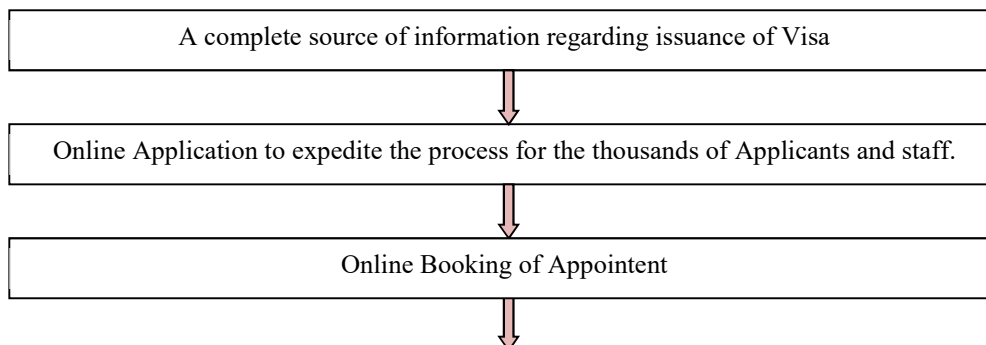 A complete source of information regarding issuance of Visa
Online Application to expedite the process for the thousands of Applicants and staff.
Online Booking of Appointent